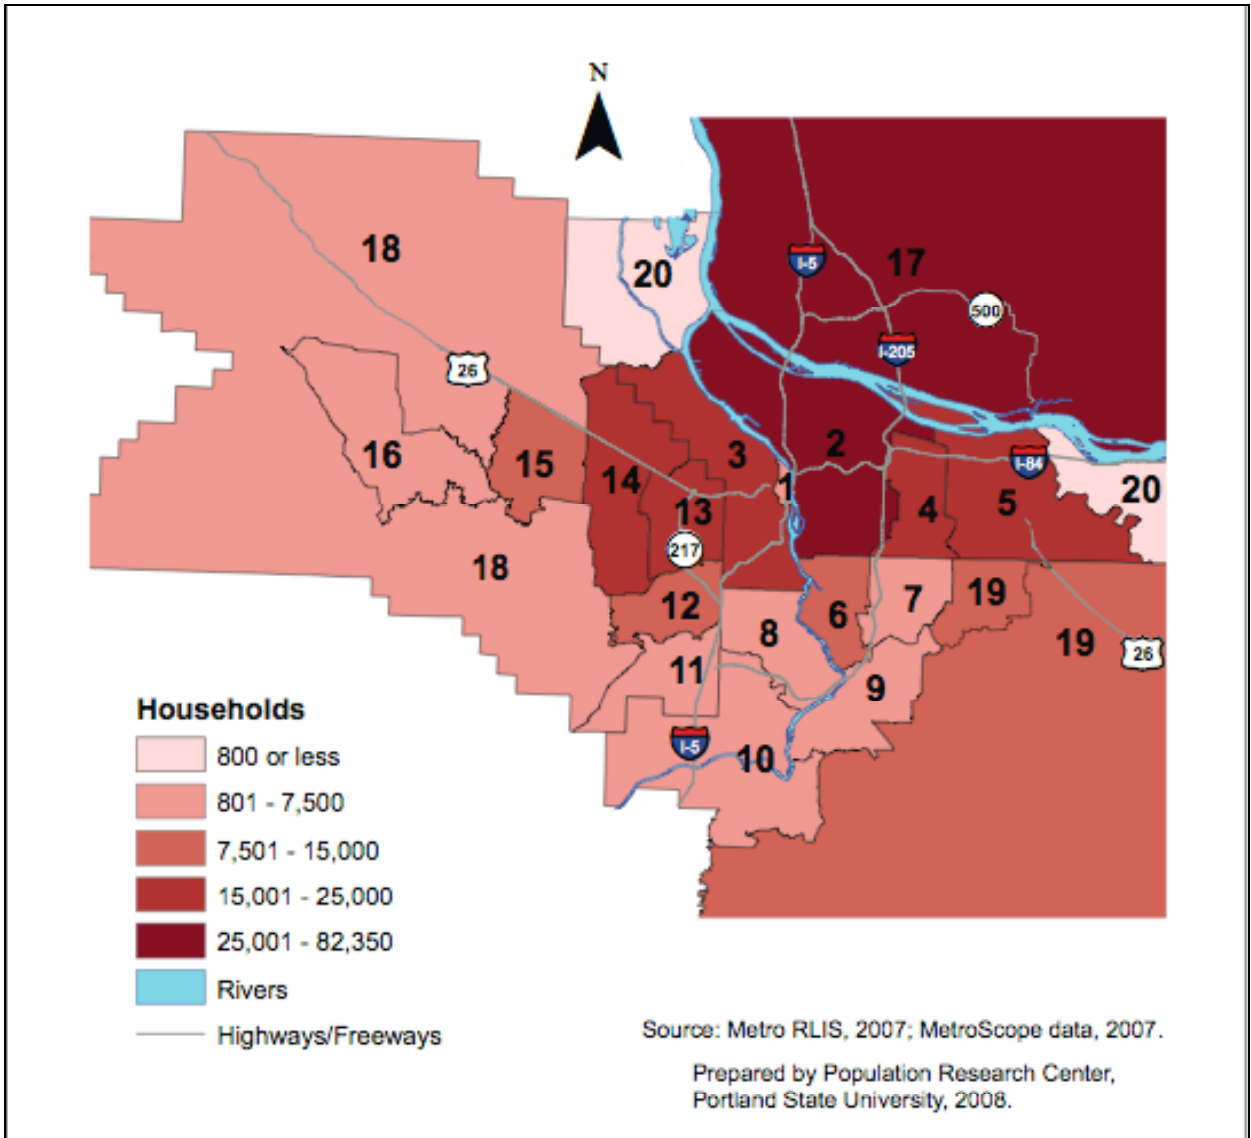 N
18
20
I-5
17
500
I-205
26
16
15
14
3
2
1
13
217
4
5
I-84
20
18
12
6
7
19
8
11
19
26
9
I-5
10
Households
800 or less
801 - 7,500
7,501 - 15,000
15,001 - 25,000
25,001 - 82,350
Rivers
Highways/Freeways
Source: Metro RLIS, 2007; MetroScope data, 2007.
Prepared by Population Research Center,
Portland State University, 2008.